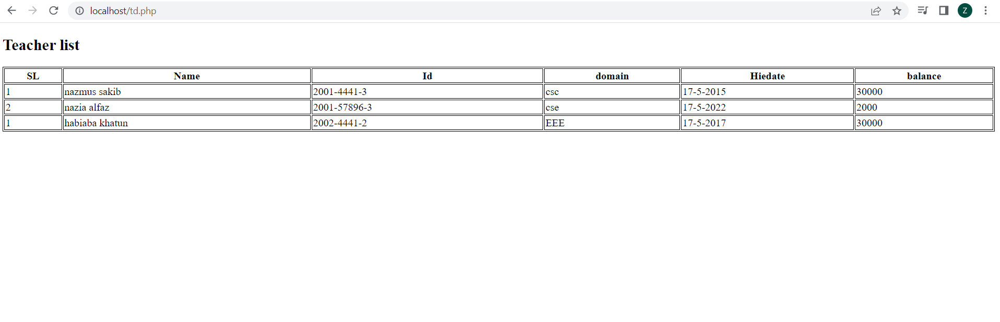 localhost/td.php
Z
Teacher list
SL Name Id domain Hiedate balance
1 nazmus sakib 2001-4441-3 csc 17-5-2015 30000
2 nazia alfaz 2001-57896-3 cse 17-5-2022 2000
1 habiaba khatun 2002-4441-2 EEE 17-5-2017 30000